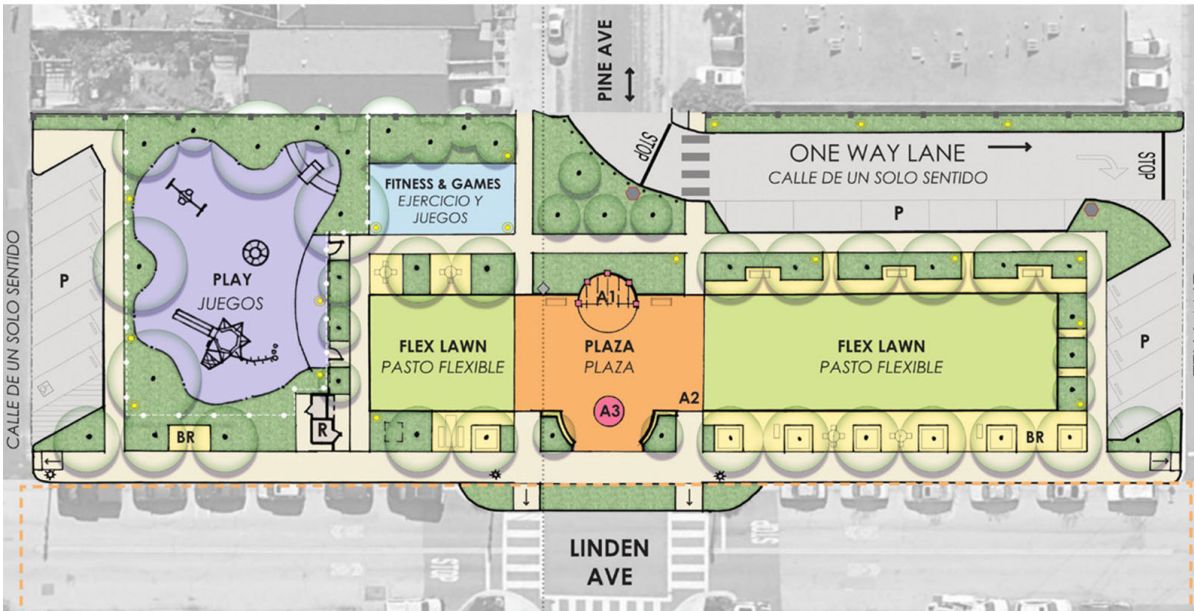 PINE AVE
STOP
ONE WAY LANE
CALLE DE UN SOLO SENTIDO
STOP
P
FITNESS & GAMES
EJERCICIO Y
JUEGOS
CALLE DE UN SOLO SENTIDO
P
PLAY
JUEGOS
A1
FLEX LAWN
PASTO FLEXIBLE
PLAZA
PLAZA
FLEX LAWN
PASTO FLEXIBLE
P
A2
A3
BR
R
BR
LINDEN
AVE
STOP
STOP